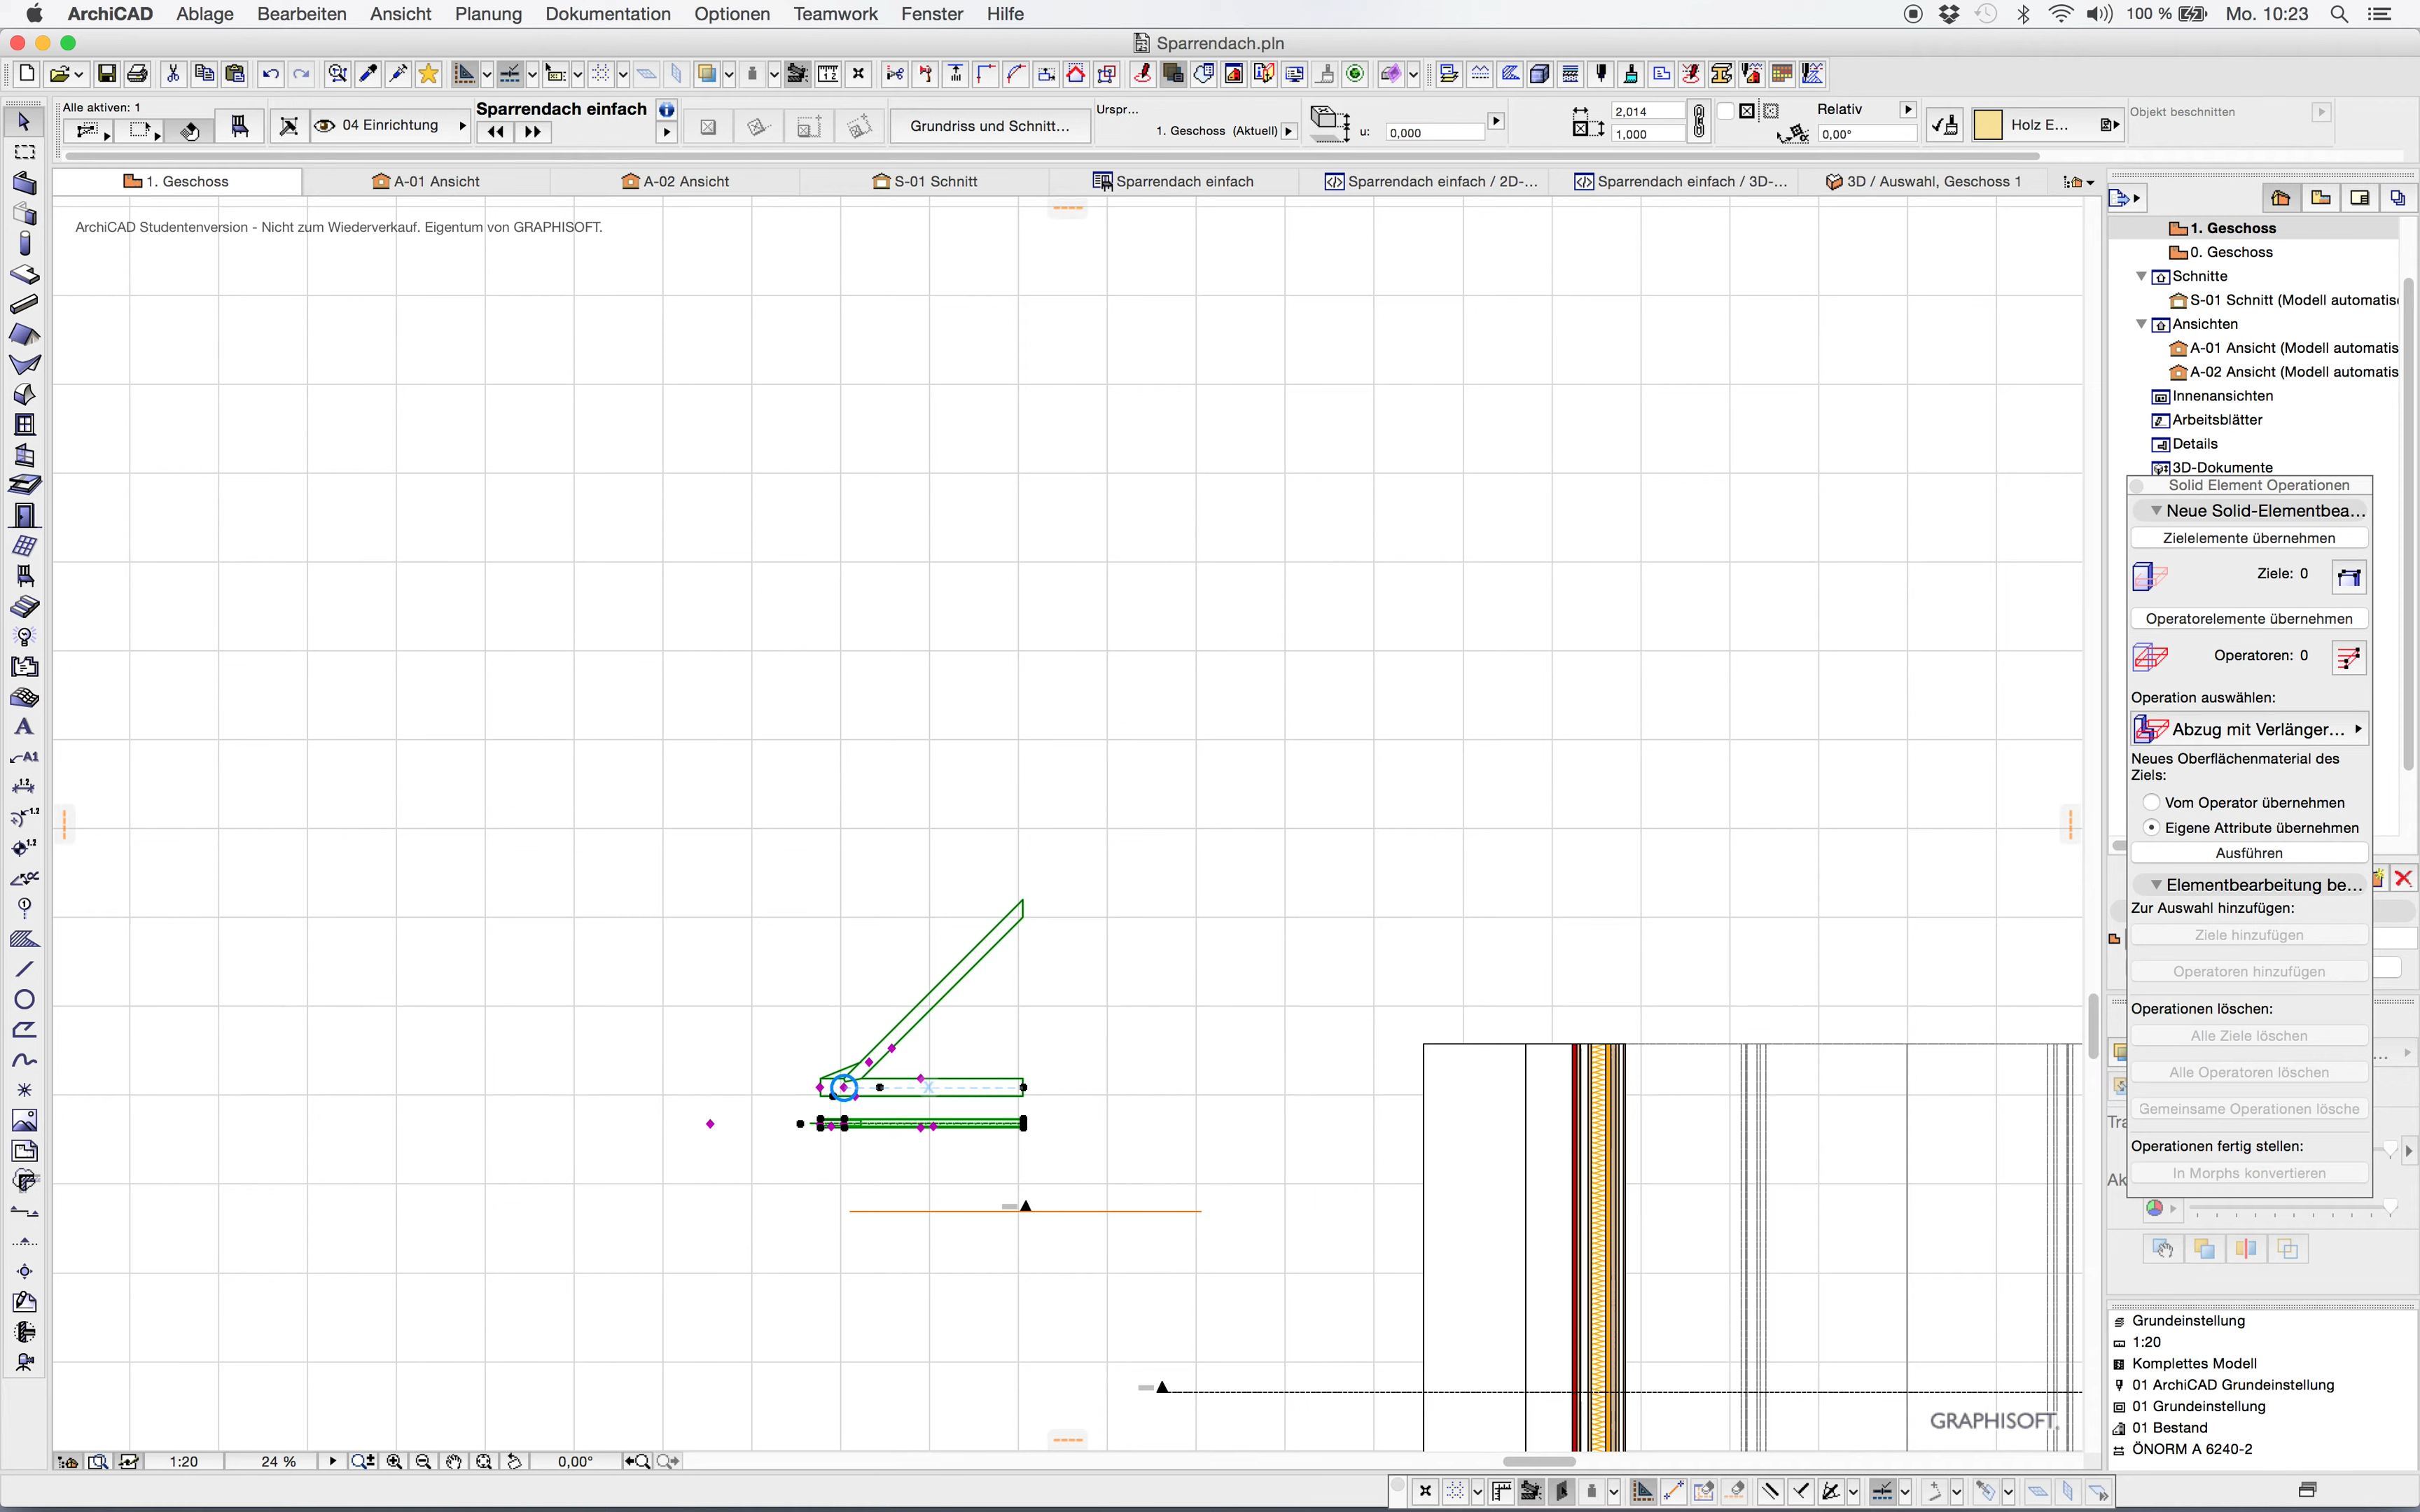 ArchiCAD Ablage Bearbeiten Ansicht Planung Dokumentation Optionen Teamwork Fenster Hilfe 100 % Mo. 10:23
Sparrendach.pln
Alle aktiven: 1
04 Einrichtung
Sparrendach einfach
Grundriss und Schnitt...
Urspr...
1. Geschoss (Aktuell)
u: 0,000
2,014
1,000
Relativ
0,00°
Holz E...
Objekt beschnitten
1. Geschoss
A-01 Ansicht
A-02 Ansicht
S-01 Schnitt
Sparrendach einfach
Sparrendach einfach / 2D-...
Sparrendach einfach / 3D-...
3D / Auswahl, Geschoss 1
ArchiCAD Studentenversion - Nicht zum Wiederverkauf. Eigentum von GRAPHISOFT.
1. Geschoss
0. Geschoss
Schnitte
S-01 Schnitt (Modell automatis
Ansichten
A-01 Ansicht (Modell automatis
A-02 Ansicht (Modell automatis
Innenansichten
Arbeitsblätter
Details
3D-Dokumente
Solid Element Operationen
Neue Solid-Elementbea...
Zielelemente übernehmen
Ziele: 0
Operatorelemente übernehmen
Operatoren: 0
Operation auswählen:
Abzug mit Verlänger...
Neues Oberflächenmaterial des
Ziels:
Vom Operator übernehmen
Eigene Attribute übernehmen
Ausführen
Elementbearbeitung be...
Zur Auswahl hinzufügen:
Ziele hinzufügen
Operatoren hinzufügen
Operationen löschen:
Alle Ziele löschen
Alle Operatoren löschen
Gemeinsame Operationen lösche
Operationen fertig stellen:
In Morphs konvertieren
Grundeinstellung
1:20
Komplettes Modell
01 ArchiCAD Grundeinstellung
01 Grundeinstellung
01 Bestand
ÖNORM A 6240-2
GRAPHISOFT.
1:20
24 %
0,00°